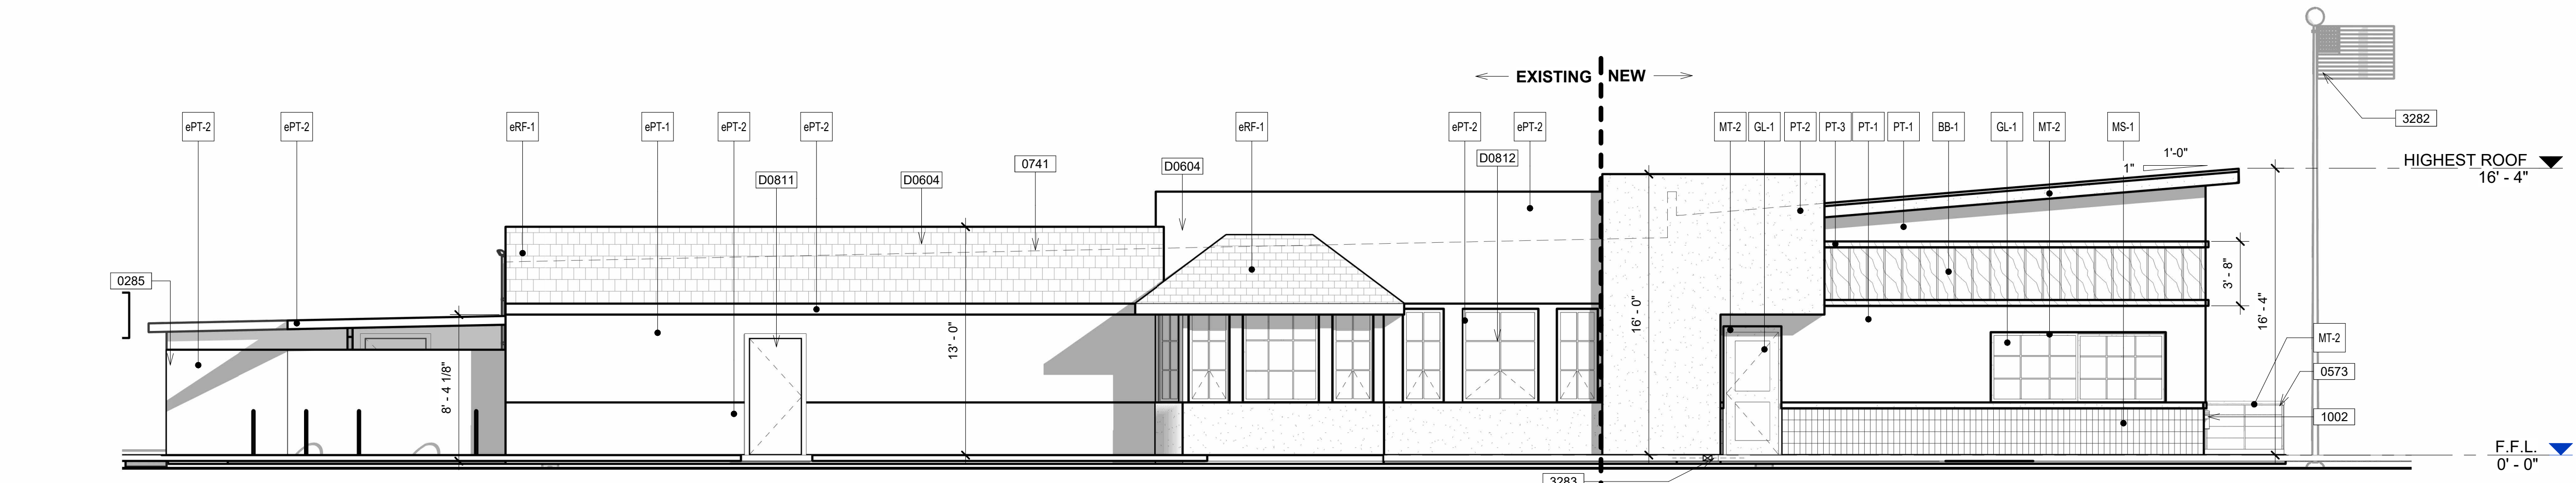 EXISTING NEW
3282
ePT-2 ePT-2 eRF-1 ePT-1 ePT-2 ePT-2 eRF-1 ePT-2 ePT-2 MT-2 GL-1 PT-2 PT-3 PT-1 PT-1 BB-1 GL-1 MT-2 MS-1
1'-0"
1"
HIGHEST ROOF
16' - 4"
D0811 D0604 0741 D0604 D0812
0285
3' - 8"
16' - 4"
16' - 0"
13' - 0"
8' - 4 1/8"
MT-2
0573
1002
F.F.L.
0' - 0"
3283